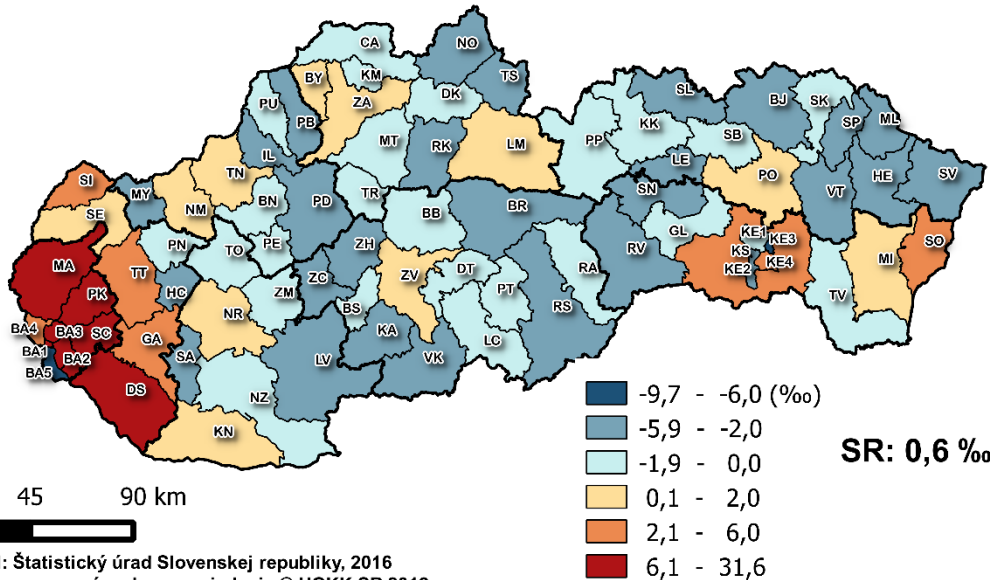 CA
NO
KM
TS
BY
PU
PB
ZA
DK
SL
BJ
SK
ML
SP
KK
SB
MT
RK
LM
PP
LE
IL
HE
SV
PO
VT
TN
SI
MY
NM
BN
PD
TR
BB
BR
SN
SE
PN
TO
PE
ZH
GL
KE1
KE3
SO
RV
KS
KE2
KE4
MI
MA
TT
ZV
DT
RA
PK
HC
ZC
ZM
BS
PT
TV
BA4
BA3
SC
NR
RS
BA1
BA2
GA
KA
LC
BA5
SA
LV
VK
DS
NZ
KN
-9,7 - -6,0 (‰)
-5,9 - -2,0
-1,9 - 0,0
0,1 - 2,0
2,1 - 6,0
6,1 - 31,6
SR: 0,6 ‰
45 90 km
Štatistický úrad Slovenskej republiky, 2016